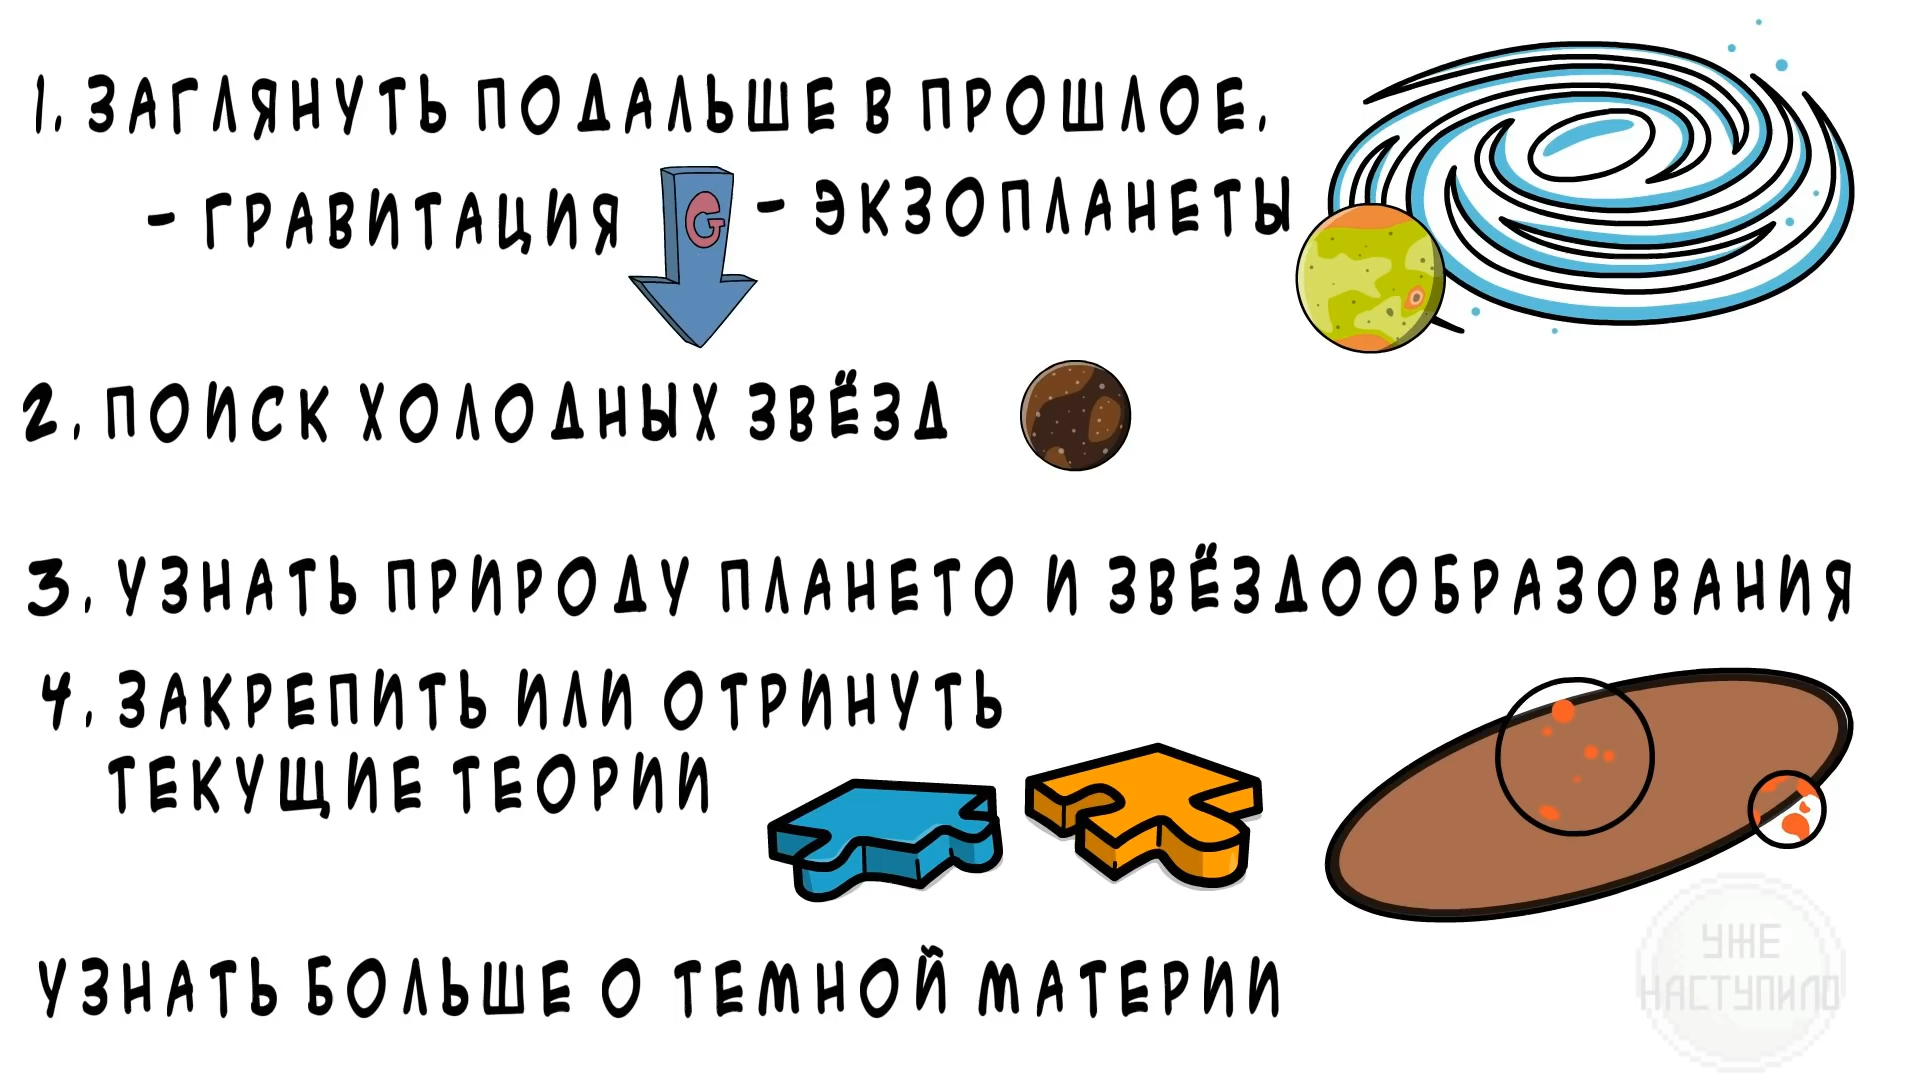 1. ЗАГЛЯНУТЬ ПОДАЛЬШЕ В ПРОШЛОЕ.
- ГРАВИТАЦИЯ G - ЭКЗОПЛАНЕТЫ
2. ПОИСК ХОЛОДНЫХ ЗВЁЗД
3. УЗНАТЬ ПРИРОДУ ПЛАНЕТО И ЗВЁЗДООБРАЗОВАНИЯ
4. ЗАКРЕПИТЬ ИЛИ ОТРИНУТЬ
ТЕКУЩИЕ ТЕОРИИ
УЗНАТЬ БОЛЬШЕ О ТЕМНОЙ МАТЕРИИ
УЖЕ
НАСТУПИЛО